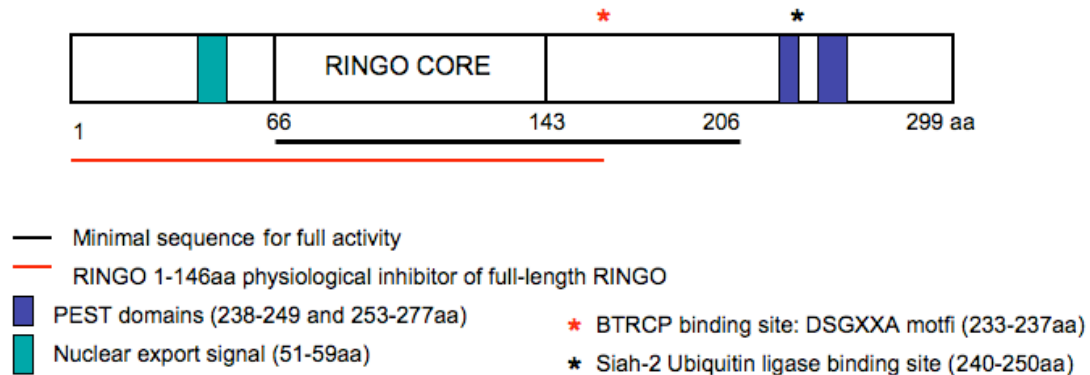 * *
RINGO CORE
1 66 143 206 299 aa
Minimal sequence for full activity
RINGO 1-146aa physiological inhibitor of full-length RINGO
PEST domains (238-249 and 253-277aa)
Nuclear export signal (51-59aa)
* BTRCP binding site: DSGXXA motfi (233-237aa)
* Siah-2 Ubiquitin ligase binding site (240-250aa)